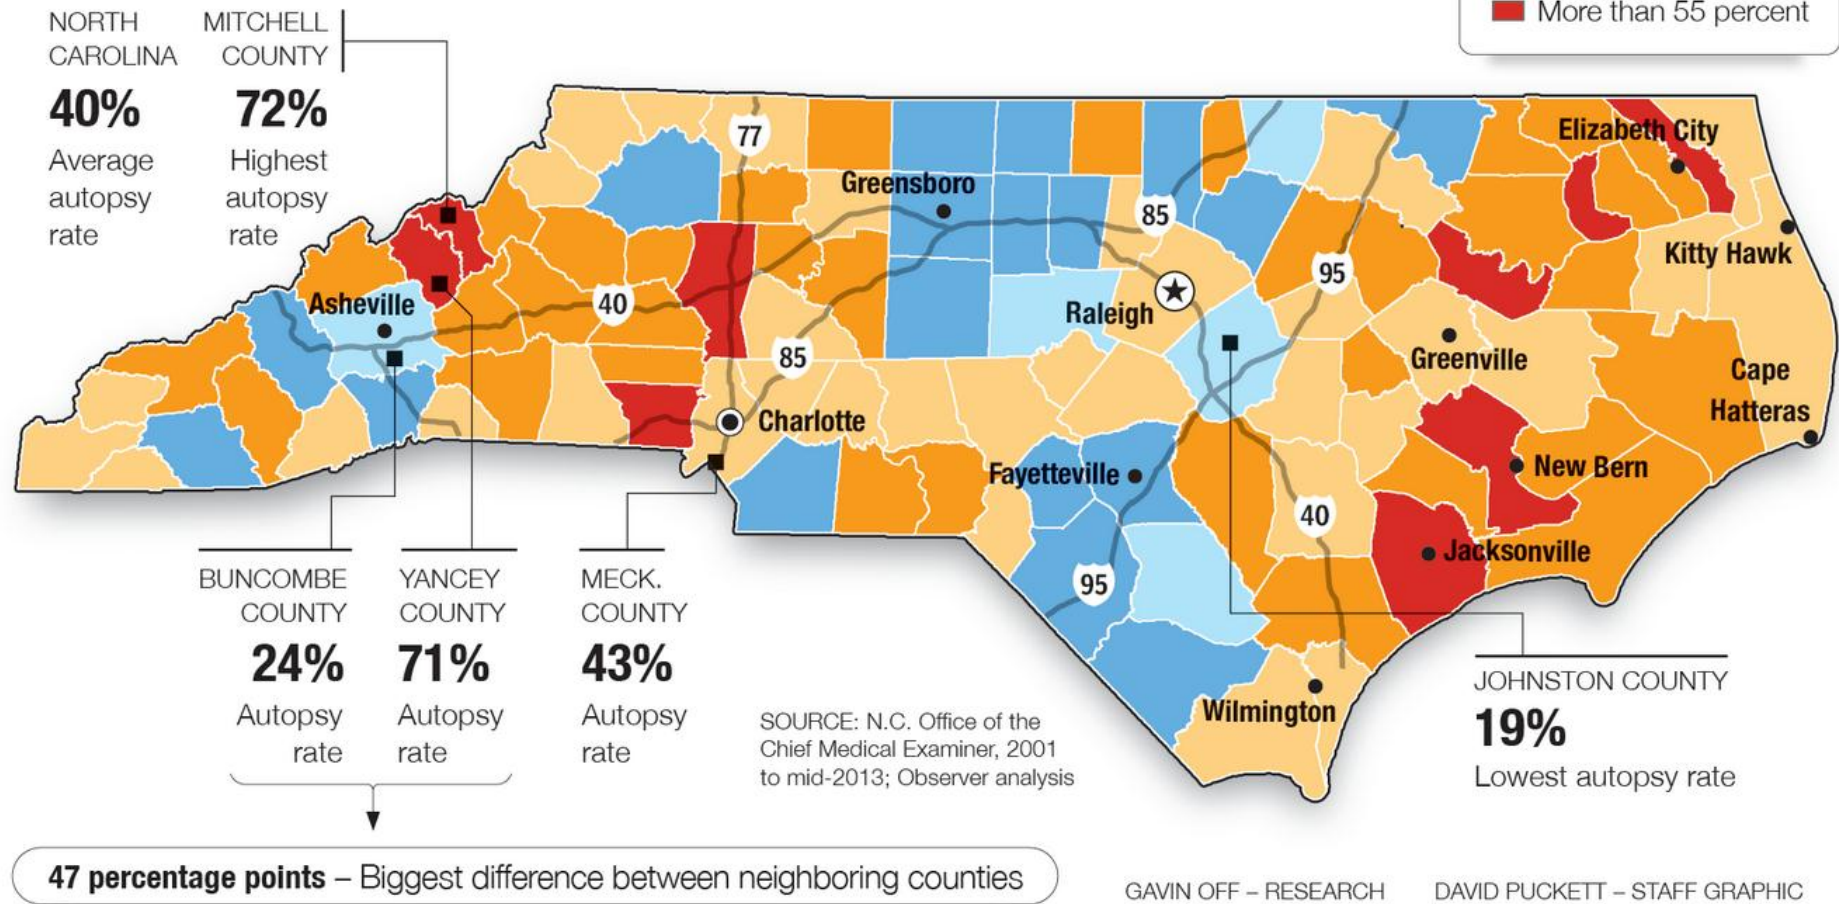 More than 55 percent
NORTH
CAROLINA
40%
Average
autopsy
rate
MITCHELL
COUNTY
72%
Highest
autopsy
rate
77
Greensboro
85
Elizabeth City
Kitty Hawk
95
Asheville
40
Raleigh
85
Greenville
Cape
Hatteras
Charlotte
Fayetteville
New Bern
40
Jacksonville
95
Wilmington
BUNCOMBE
COUNTY
24%
Autopsy
rate
YANCEY
COUNTY
71%
Autopsy
rate
MECK.
COUNTY
43%
Autopsy
rate
SOURCE: N.C. Office of the
Chief Medical Examiner, 2001
to mid-2013; Observer analysis
JOHNSTON COUNTY
19%
Lowest autopsy rate
47 percentage points – Biggest difference between neighboring counties
GAVIN OFF – RESEARCH
DAVID PUCKETT – STAFF GRAPHIC